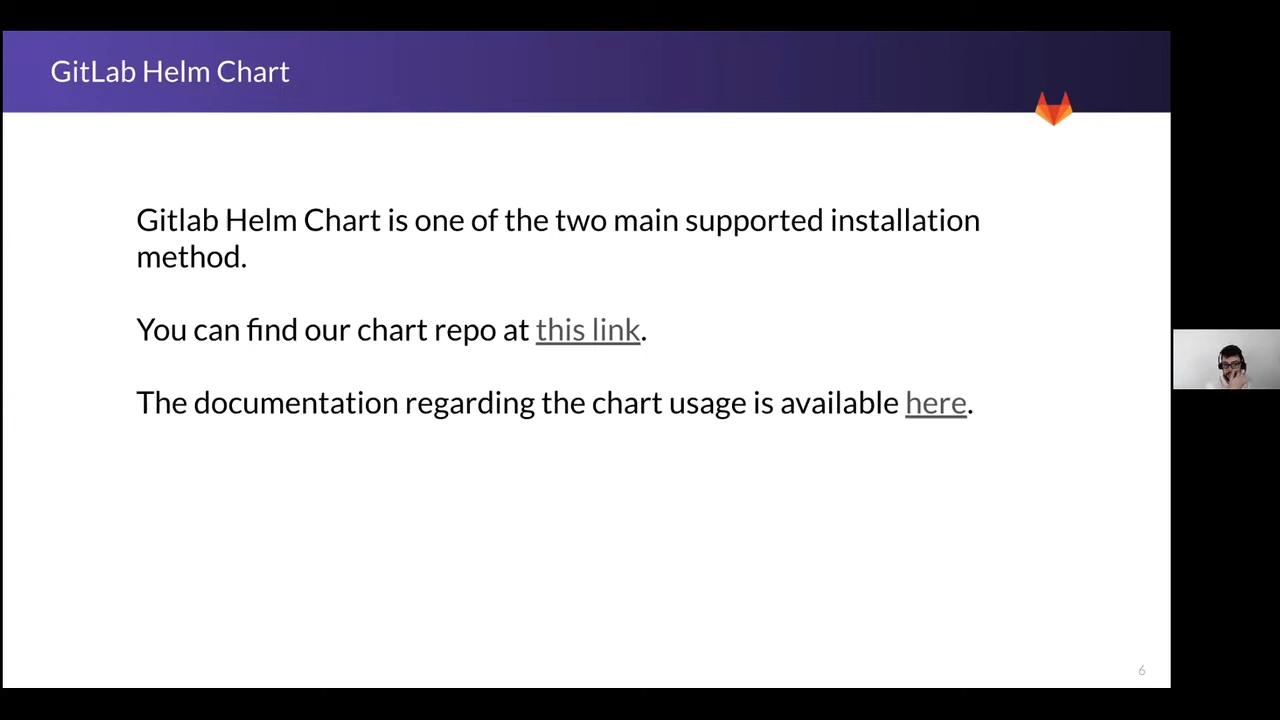 GitLab Helm Chart
Gitlab Helm Chart is one of the two main supported installation
method.
You can find our chart repo at this link.
The documentation regarding the chart usage is available here.
6